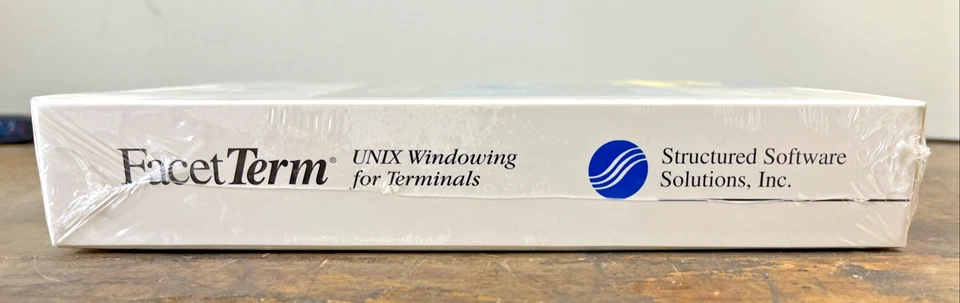 FacetTerm® UNIX Windowing
for Terminals
Structured Software
Solutions, Inc.